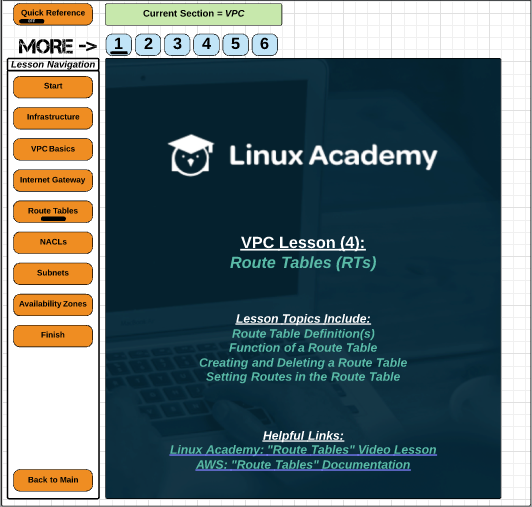 Quick Reference
OFF
Current Section = VPC
MORE -> 1 2 3 4 5 6
Lesson Navigation
Start
Infrastructure
VPC Basics
Internet Gateway
Route Tables
NACLs
Subnets
Availability Zones
Finish
Back to Main
Linux Academy
VPC Lesson (4):
Route Tables (RTs)
Lesson Topics Include:
Route Table Definition(s)
Function of a Route Table
Creating and Deleting a Route Table
Setting Routes in the Route Table
Helpful Links:
Linux Academy: "Route Tables" Video Lesson
AWS: "Route Tables" Documentation